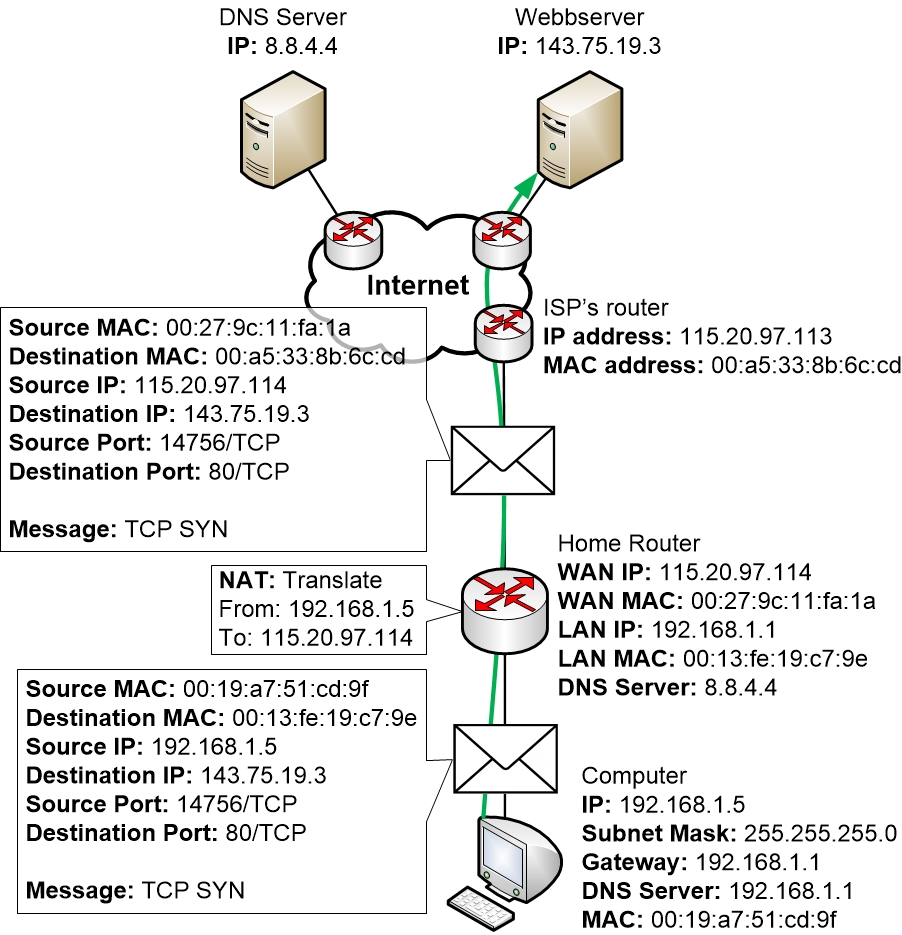 DNS Server
IP: 8.8.4.4
Webbserver
IP: 143.75.19.3
Internet
ISP's router
IP address: 115.20.97.113
MAC address: 00:a5:33:8b:6c:cd
Source MAC: 00:27:9c:11:fa:1a
Destination MAC: 00:a5:33:8b:6c:cd
Source IP: 115.20.97.114
Destination IP: 143.75.19.3
Source Port: 14756/TCP
Destination Port: 80/TCP
Message: TCP SYN
Home Router
WAN IP: 115.20.97.114
WAN MAC: 00:27:9c:11:fa:1a
LAN IP: 192.168.1.1
LAN MAC: 00:13:fe:19:c7:9e
DNS Server: 8.8.4.4
NAT: Translate
From: 192.168.1.5
To: 115.20.97.114
Source MAC: 00:19:a7:51:cd:9f
Destination MAC: 00:13:fe:19:c7:9e
Source IP: 192.168.1.5
Destination IP: 143.75.19.3
Source Port: 14756/TCP
Destination Port: 80/TCP
Message: TCP SYN
Computer
IP: 192.168.1.5
Subnet Mask: 255.255.255.0
Gateway: 192.168.1.1
DNS Server: 192.168.1.1
MAC: 00:19:a7:51:cd:9f